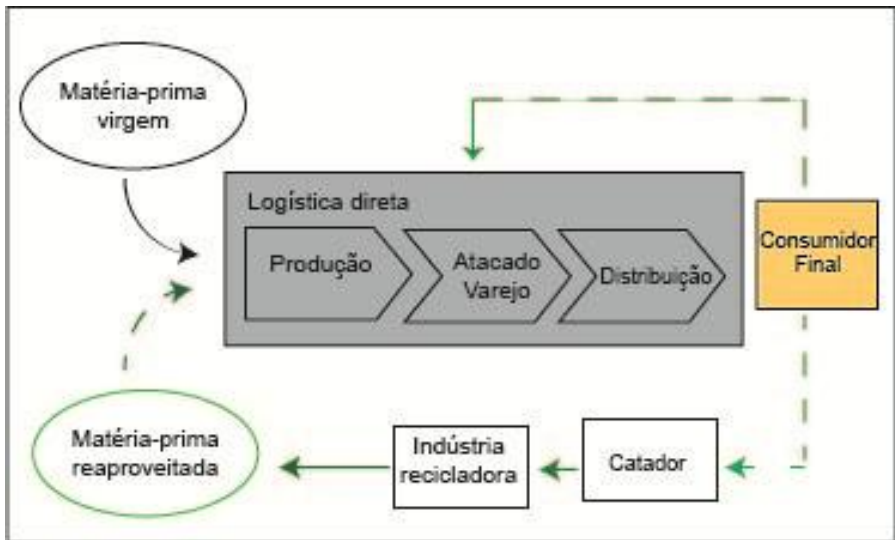 Matéria-prima
virgem
Logística direta
Produção
Atacado
Varejo
Distribuição
Consumidor
Final
Matéria-prima
reaproveitada
Indústria
recicladora
Catador